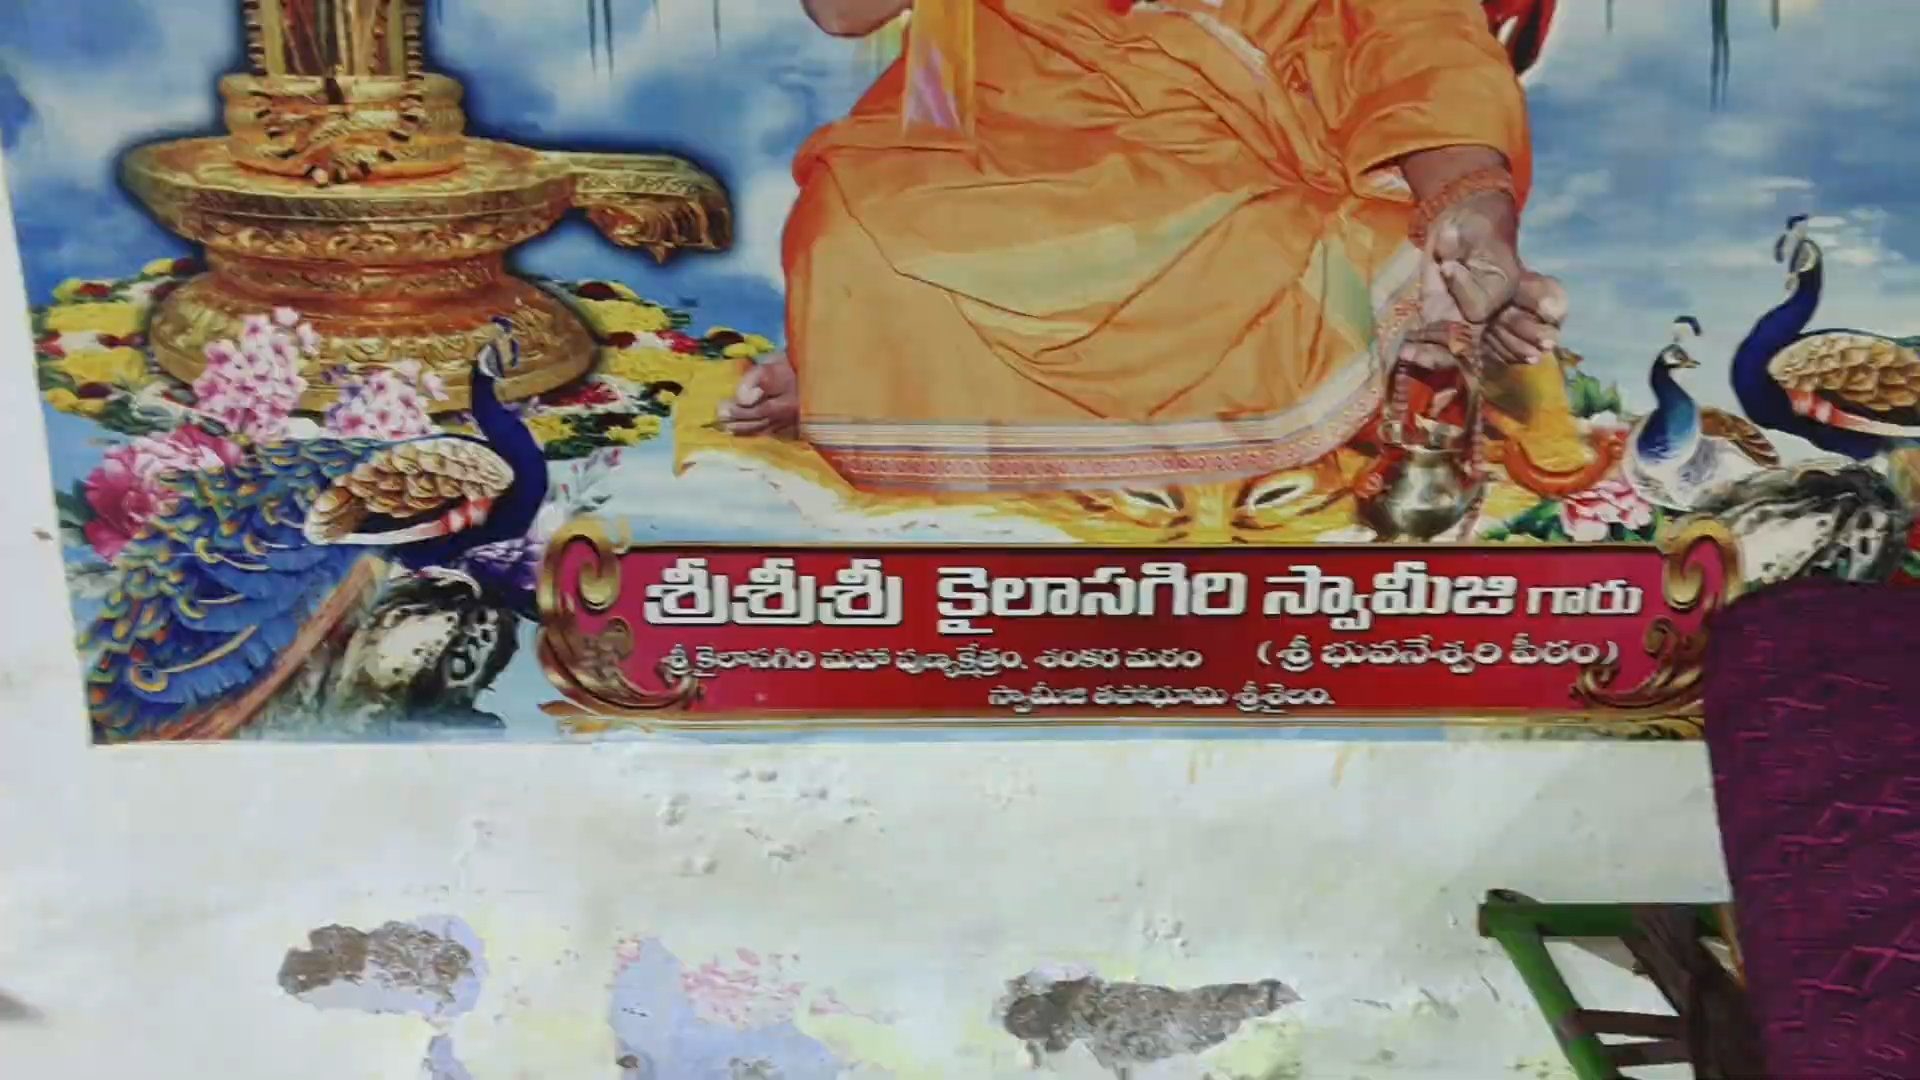 శ్రీశ్రీశ్రీ కైలాసగిరి స్వామీజి గారు
శ్రీ కైలాసగిరి మహా పుణ్యక్షేత్రం. శంకర మఠం (శ్రీ భువనేశ్వరి పీఠం)
స్వామీజి తపోభూమి శ్రీశైలం.